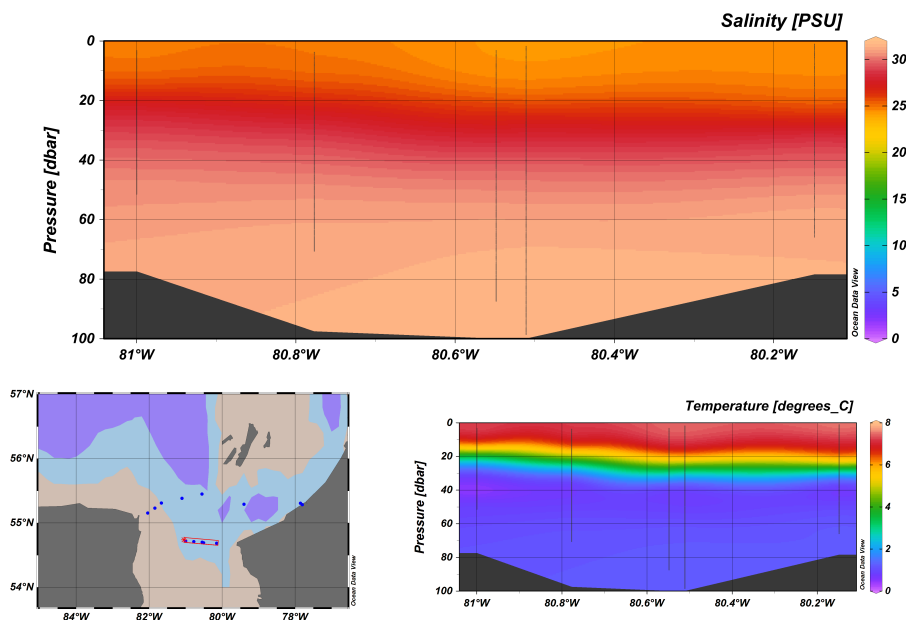 Salinity [PSU]
0
20
40
60
80
100
Pressure [dbar]
81°W
80.8°W
80.6°W
80.4°W
80.2°W
Ocean Data View
30
25
20
15
10
5
0
57°N
56°N
55°N
54°N
84°W
82°W
80°W
78°W
Ocean Data View
Temperature [degrees_C]
0
20
40
60
80
100
Pressure [dbar]
81°W
80.8°W
80.6°W
80.4°W
80.2°W
Ocean Data View
8
6
4
2
0